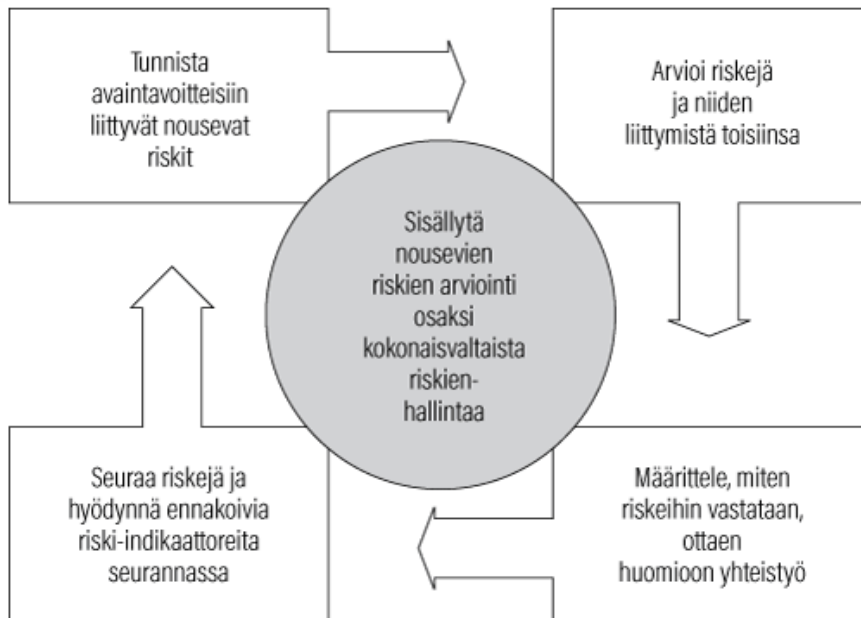 Tunnista
avaintavoitteisiin
liittyvät nousevat
riskit
Arvioi riskejä
ja niiden
liittymistä toisiinsa
Sisällytä
nousevien
riskien arviointi
osaksi
kokonaisvaltaista
riskien-
hallintaa
Seuraa riskejä ja
hyödynnä ennakoivia
riski-indikaattoreita
seurannassa
Määrittele, miten
riskeihin vastataan,
ottaen
huomioon yhteistyö